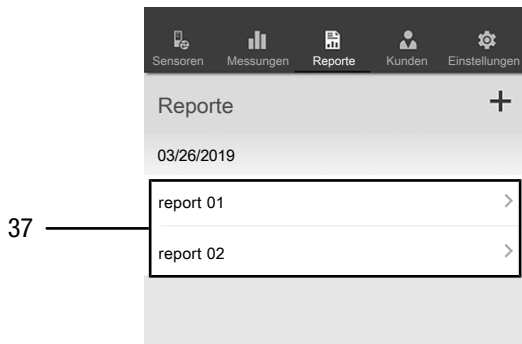 Sensoren Messungen Reporte Kunden Einstellungen
Reporte +
03/26/2019
report 01
37
report 02